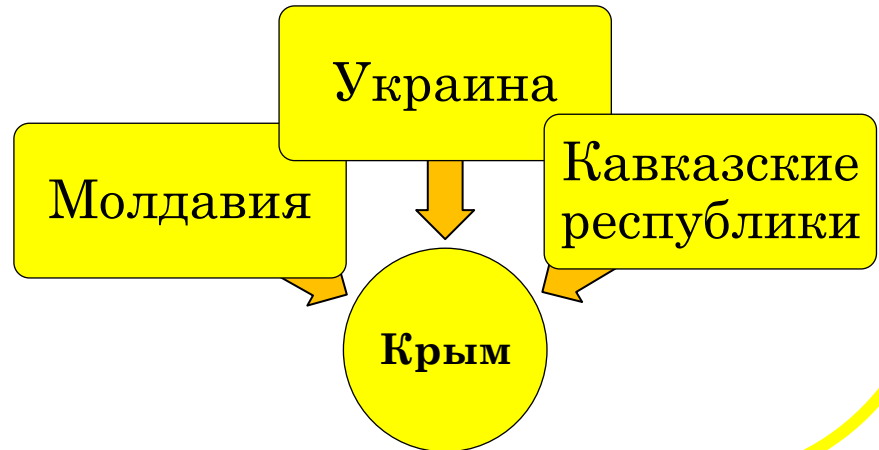 Украина
Молдавия
Кавказские
республики
Крым